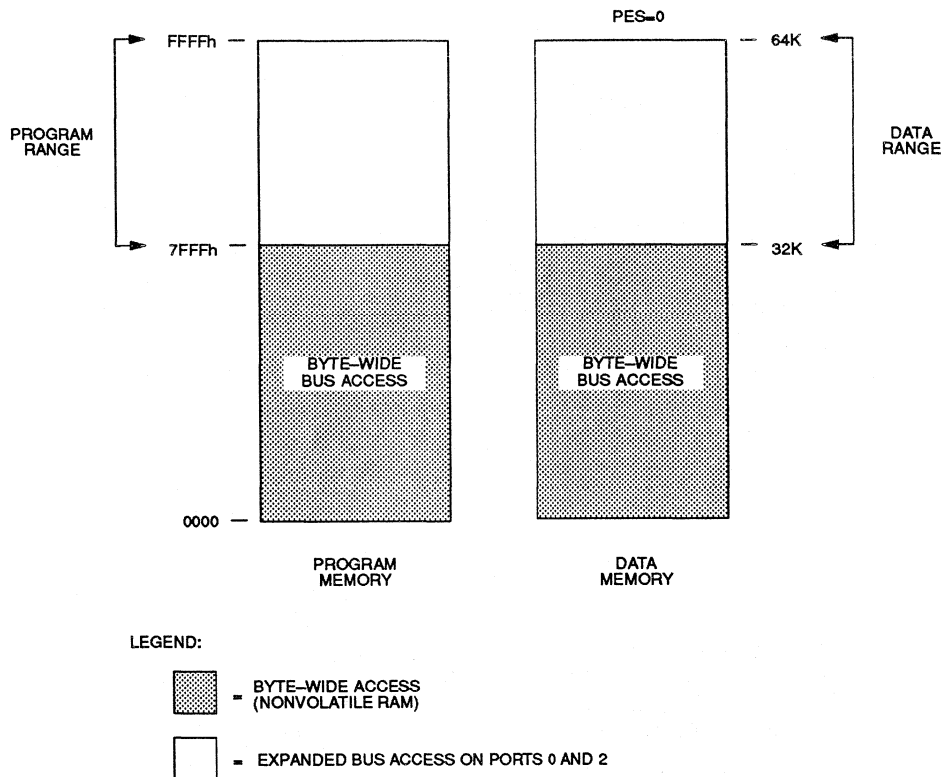 PES=0
FFFFh
64K
PROGRAM
RANGE
DATA
RANGE
7FFFh
32K
BYTE–WIDE
BUS ACCESS
BYTE–WIDE
BUS ACCESS
0000
PROGRAM
MEMORY
DATA
MEMORY
LEGEND:
= BYTE–WIDE ACCESS
(NONVOLATILE RAM)
= EXPANDED BUS ACCESS ON PORTS 0 AND 2